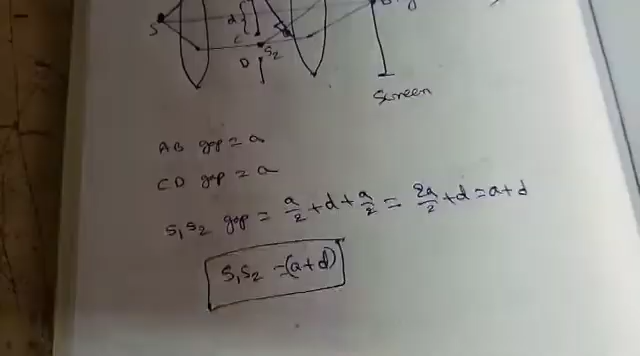 S
d
C
S₂
D
Screen
AB gap = a
CD gap = a
S₁S₂ gap = a/2 + d + a/2 = 2a/2 + d = a+d
S₁S₂ = (a+d)